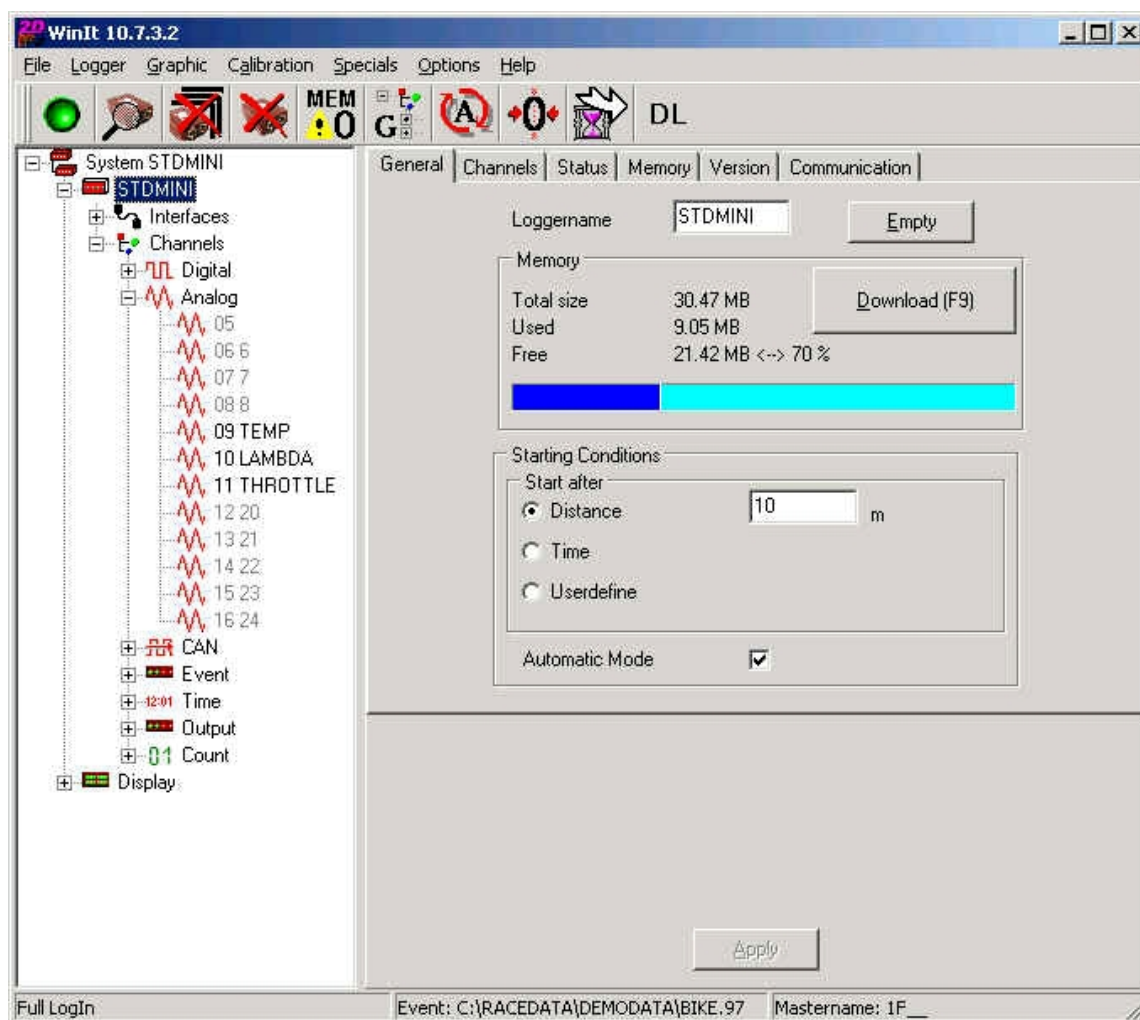 WinIt 10.7.3.2
File Logger Graphic Calibration Specials Options Help
MEM
0
G
A
0
DL
System STDMINI
STDMINI
Interfaces
Channels
Digital
Analog
05
06 6
07 7
08 8
09 TEMP
10 LAMBDA
11 THROTTLE
12 20
13 21
14 22
15 23
16 24
CAN
Event
12:01 Time
Output
01 Count
Display
General Channels Status Memory Version Communication
Loggername STDMINI Empty
Memory
Total size 30.47 MB Download (F9)
Used 9.05 MB
Free 21.42 MB <--> 70 %
Starting Conditions
Start after
Distance 10 m
Time
Userdefine
Automatic Mode
Apply
Full LogIn Event: C:\RACEDATA\DEMODATA\BIKE.97 Mastername: 1F__